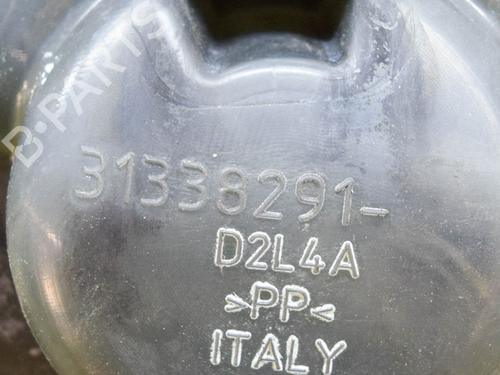 B-PARTS
31338291-
D2L4A
>PP<
ITALY